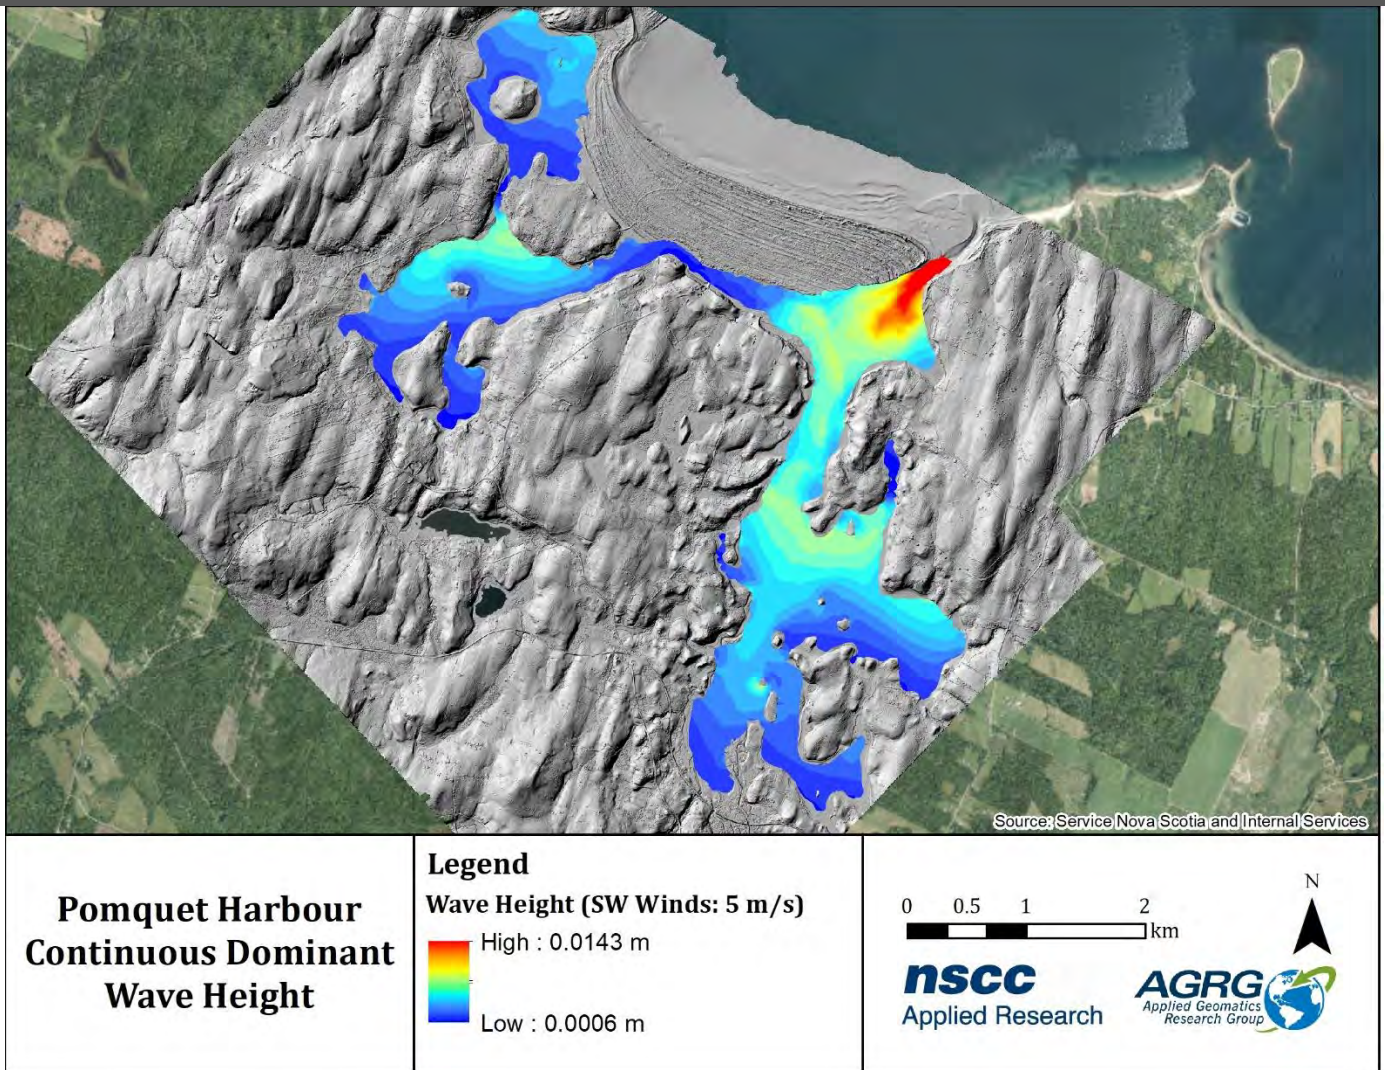 Source: Service Nova Scotia and Internal Services
Pomquet Harbour
Continuous Dominant
Wave Height
Legend
Wave Height (SW Winds: 5 m/s)
High : 0.0143 m
Low : 0.0006 m
0 0.5 1 2
km
N
nscc
Applied Research
AGRG
Applied Geomatics
Research Group